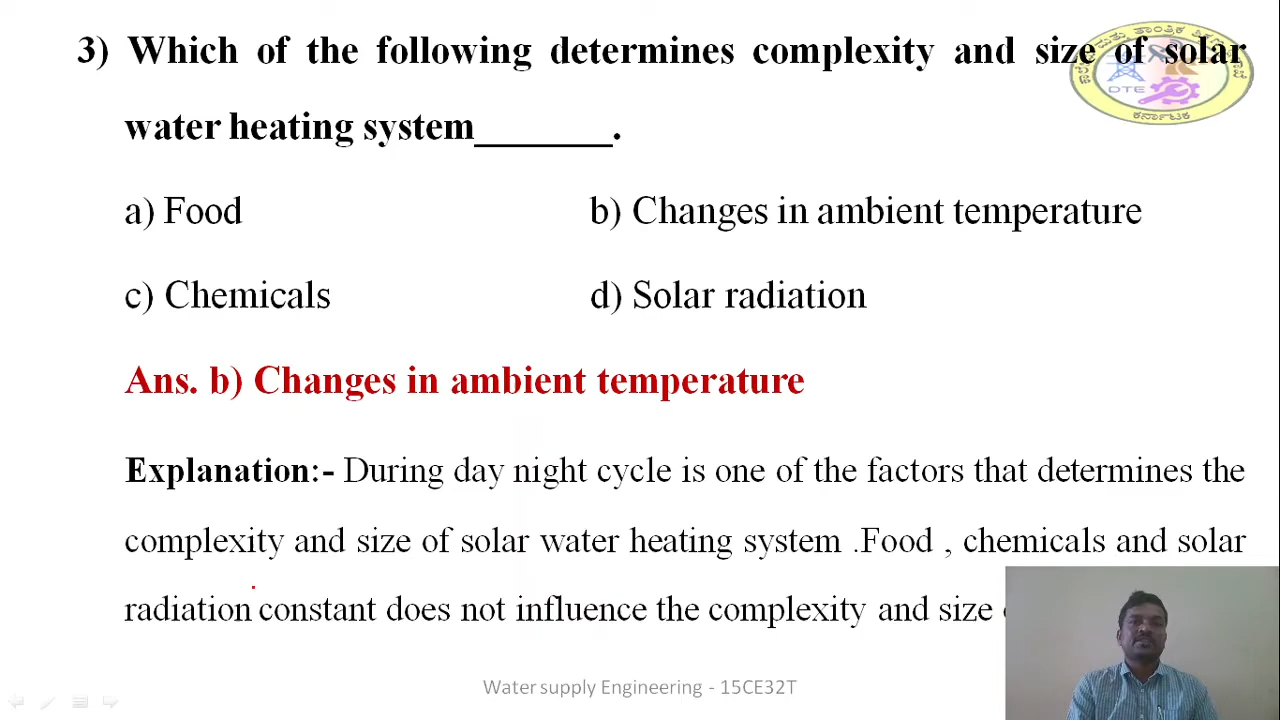 3) Which of the following determines complexity and size of solar
water heating system_______.
a) Food b) Changes in ambient temperature
c) Chemicals d) Solar radiation
Ans. b) Changes in ambient temperature
Explanation:- During day night cycle is one of the factors that determines the
complexity and size of solar water heating system .Food , chemicals and solar
radiation constant does not influence the complexity and size
Water supply Engineering - 15CE32T
DTE
ಕರ್ನಾಟಕ